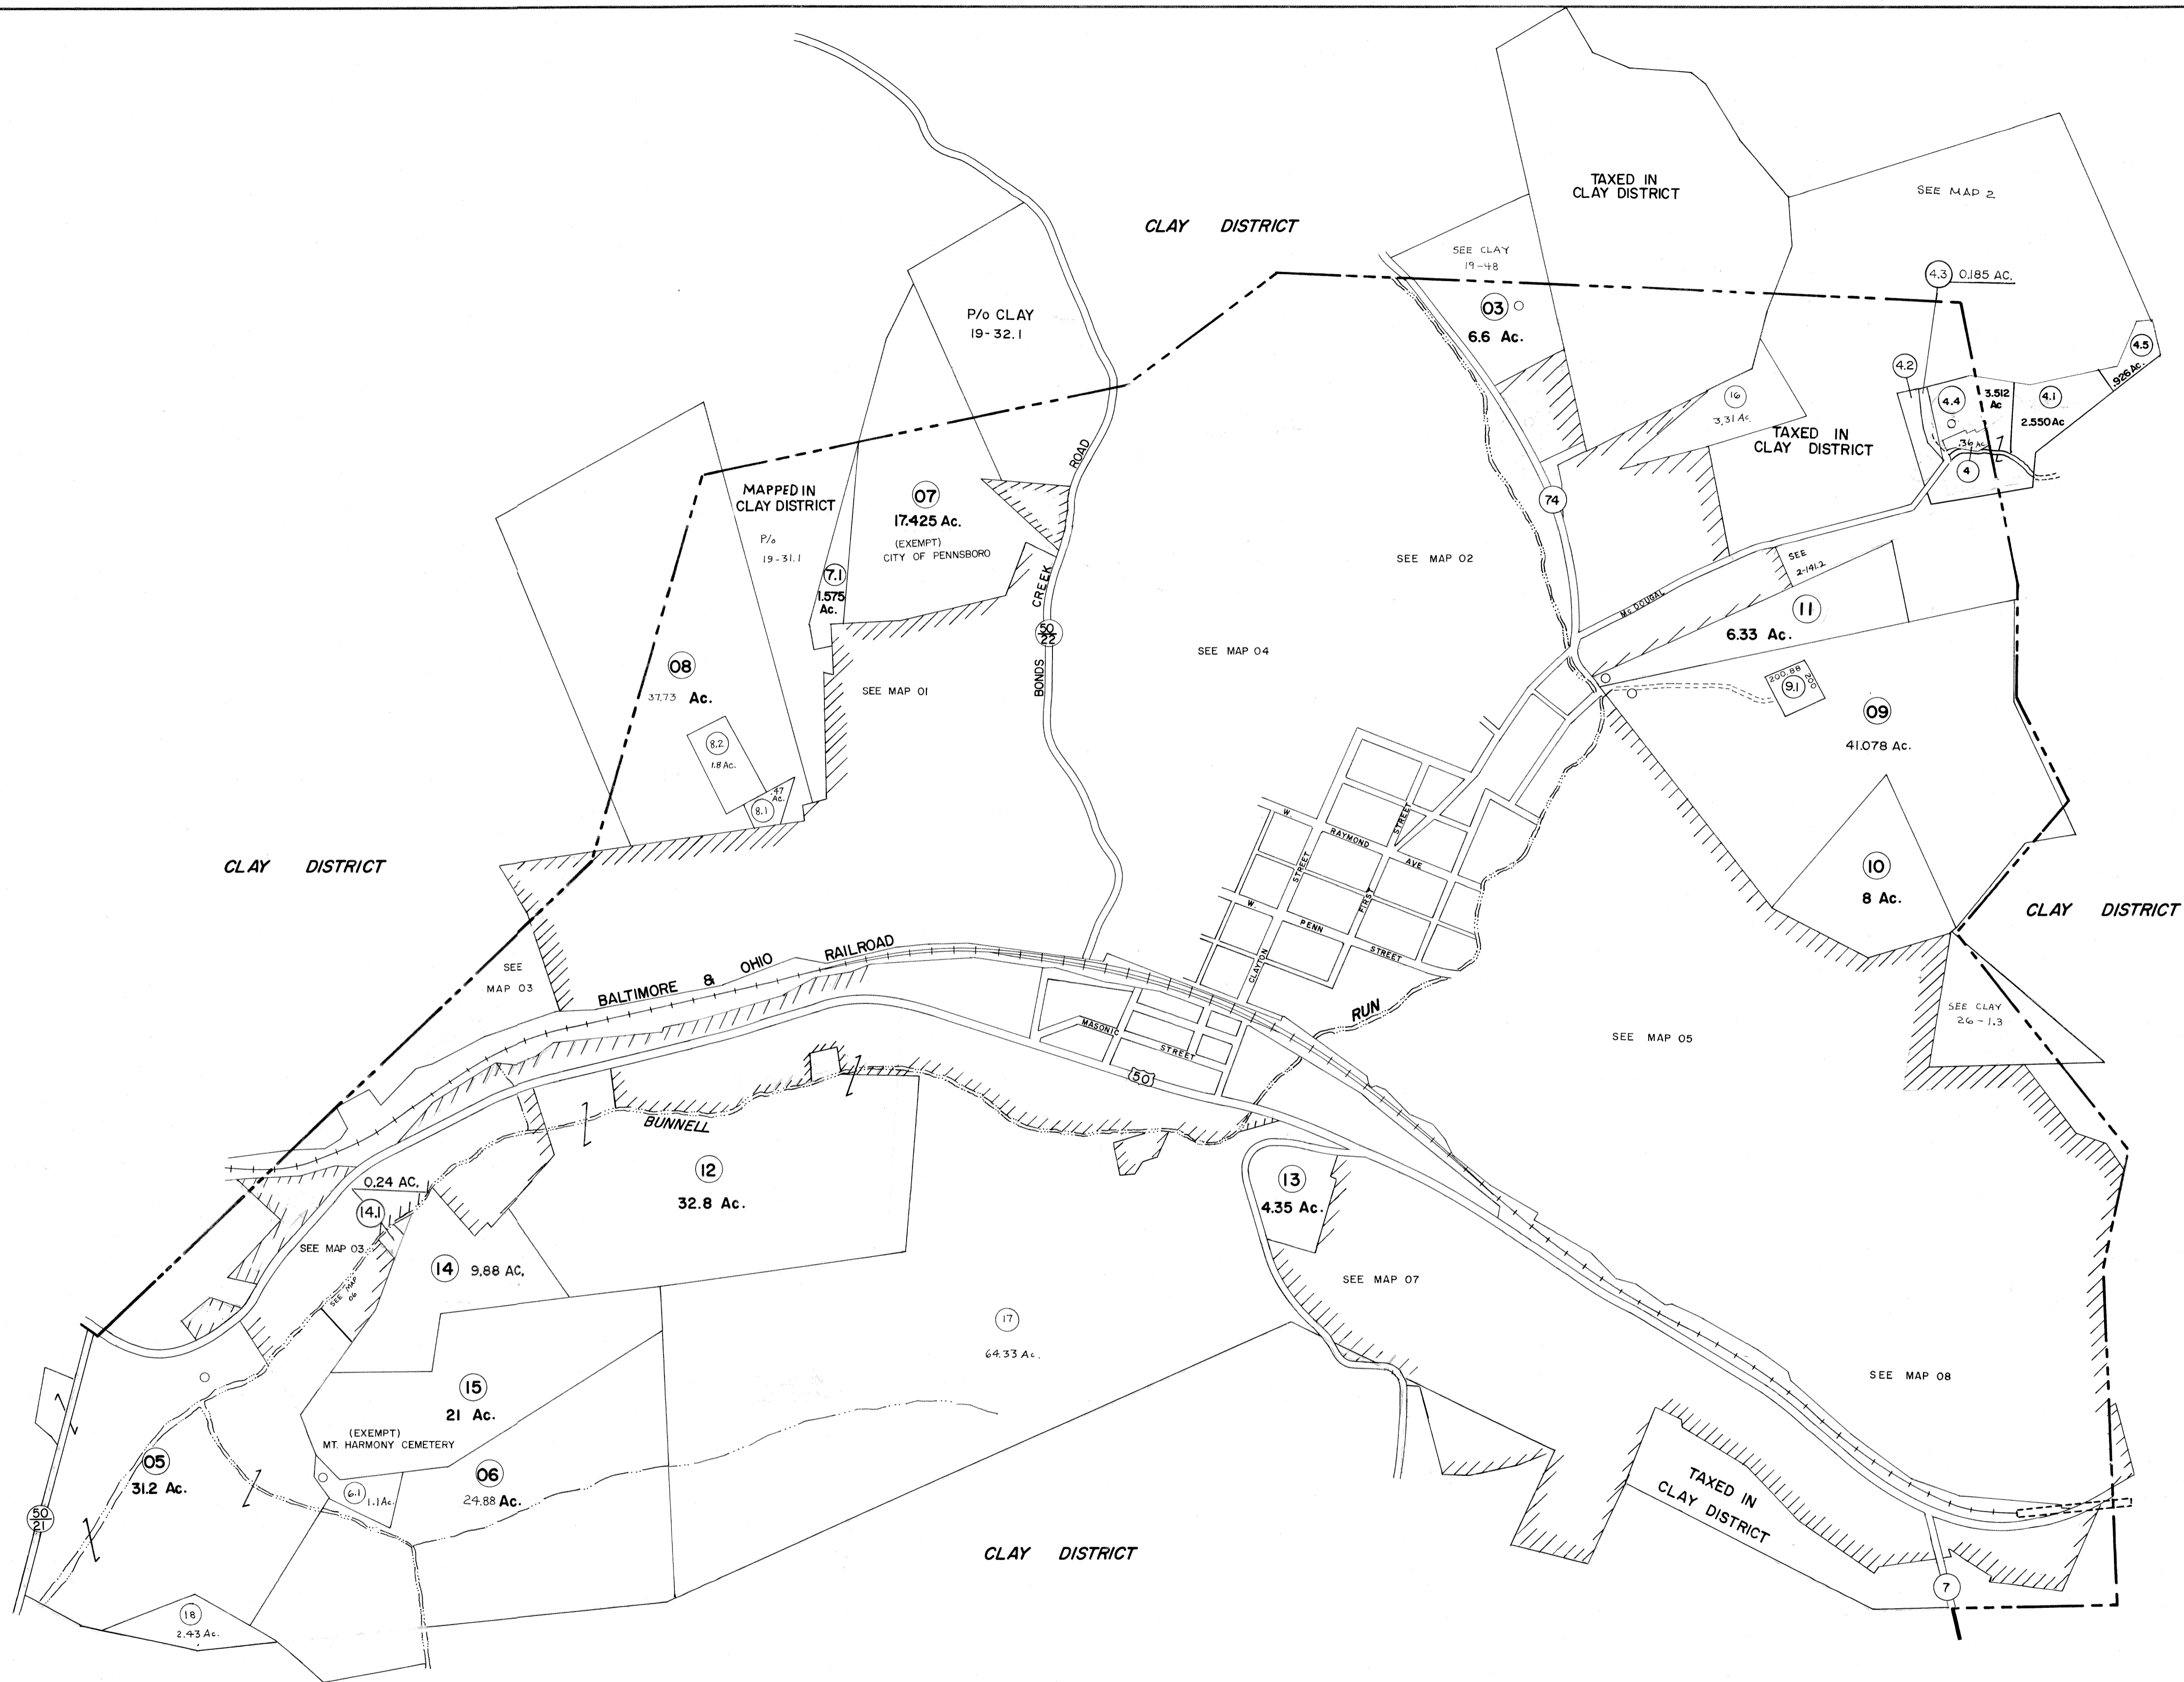 TAXED IN
CLAY DISTRICT
SEE MAP 2
CLAY DISTRICT
SEE CLAY
19-48
4.3 0.185 AC.
03
6.6 Ac.
P/o CLAY
19-32.1
4.5
.926 Ac.
4.2
4.4
3.512
Ac
4.1
2.550 Ac
.36 Ac
4
16
3.31 Ac.
TAXED IN
CLAY DISTRICT
MAPPED IN
CLAY DISTRICT
P/o
19-31.1
07
17.425 Ac.
(EXEMPT)
CITY OF PENNSBORO
7.1
1.575
Ac.
BONDS CREEK ROAD
50
22
74
SEE MAP 02
SEE
2-141.2
Mc DOUGAL
11
6.33 Ac.
SEE MAP 04
08
37.73 Ac.
SEE MAP 01
200.88
200
9.1
09
41.078 Ac.
8.2
1.8 Ac.
.47
Ac.
8.1
CLAY DISTRICT
W. RAYMOND AVE
STREET
STREET
FIRST
W. PENN STREET
CLAYTON
10
8 Ac.
CLAY DISTRICT
SEE
MAP 03
BALTIMORE & OHIO RAILROAD
MASONIC STREET
50
RUN
SEE MAP 05
SEE CLAY
26-1.3
BUNNELL
12
32.8 Ac.
0.24 AC.
14.1
SEE MAP 03
SEE MAP
06
14 9.88 AC.
13
4.35 Ac.
SEE MAP 07
17
64.33 Ac.
SEE MAP 08
15
21 Ac.
(EXEMPT)
MT. HARMONY CEMETERY
05
31.2 Ac.
06
24.88 Ac.
6.1 1.1 Ac.
50
21
TAXED IN
CLAY DISTRICT
CLAY DISTRICT
7
18
2.43 Ac.